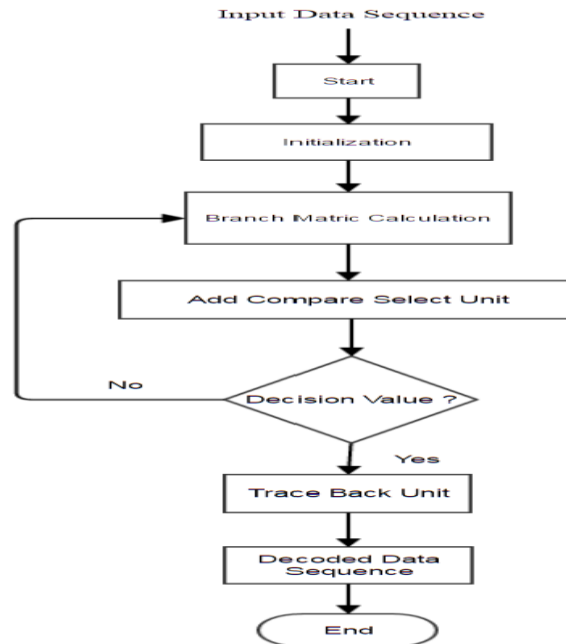 Input Data Sequence
Start
Initialization
Branch Matric Calculation
Add Compare Select Unit
No
Decision Value ?
Yes
Trace Back Unit
Decoded Data
Sequence
End